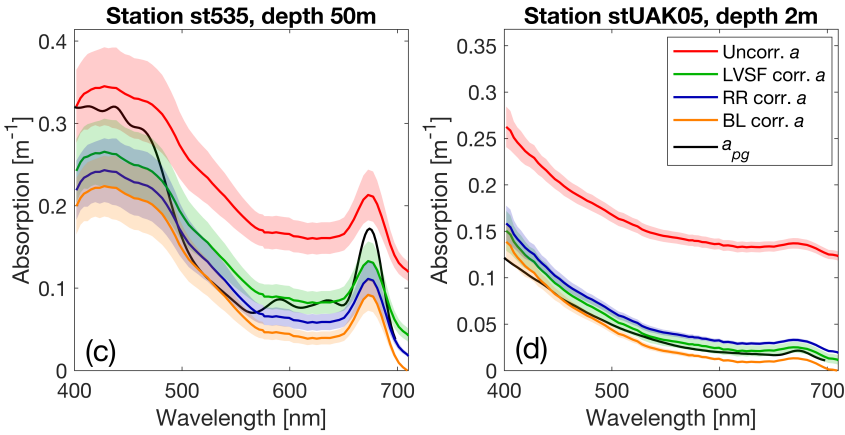 Station st535, depth 50m
Absorption [m⁻¹]
0.4
0.3
0.2
0.1
0
400
500
600
700
Wavelength [nm]
(c)
Station stUAK05, depth 2m
Absorption [m⁻¹]
0.35
0.3
0.25
0.2
0.15
0.1
0.05
0
400
500
600
700
Wavelength [nm]
(d)
Uncorr. a
LVSF corr. a
RR corr. a
BL corr. a
a_pg